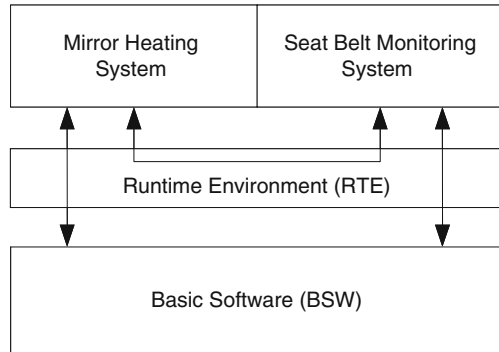 Mirror Heating
System
Seat Belt Monitoring
System
Runtime Environment (RTE)
Basic Software (BSW)